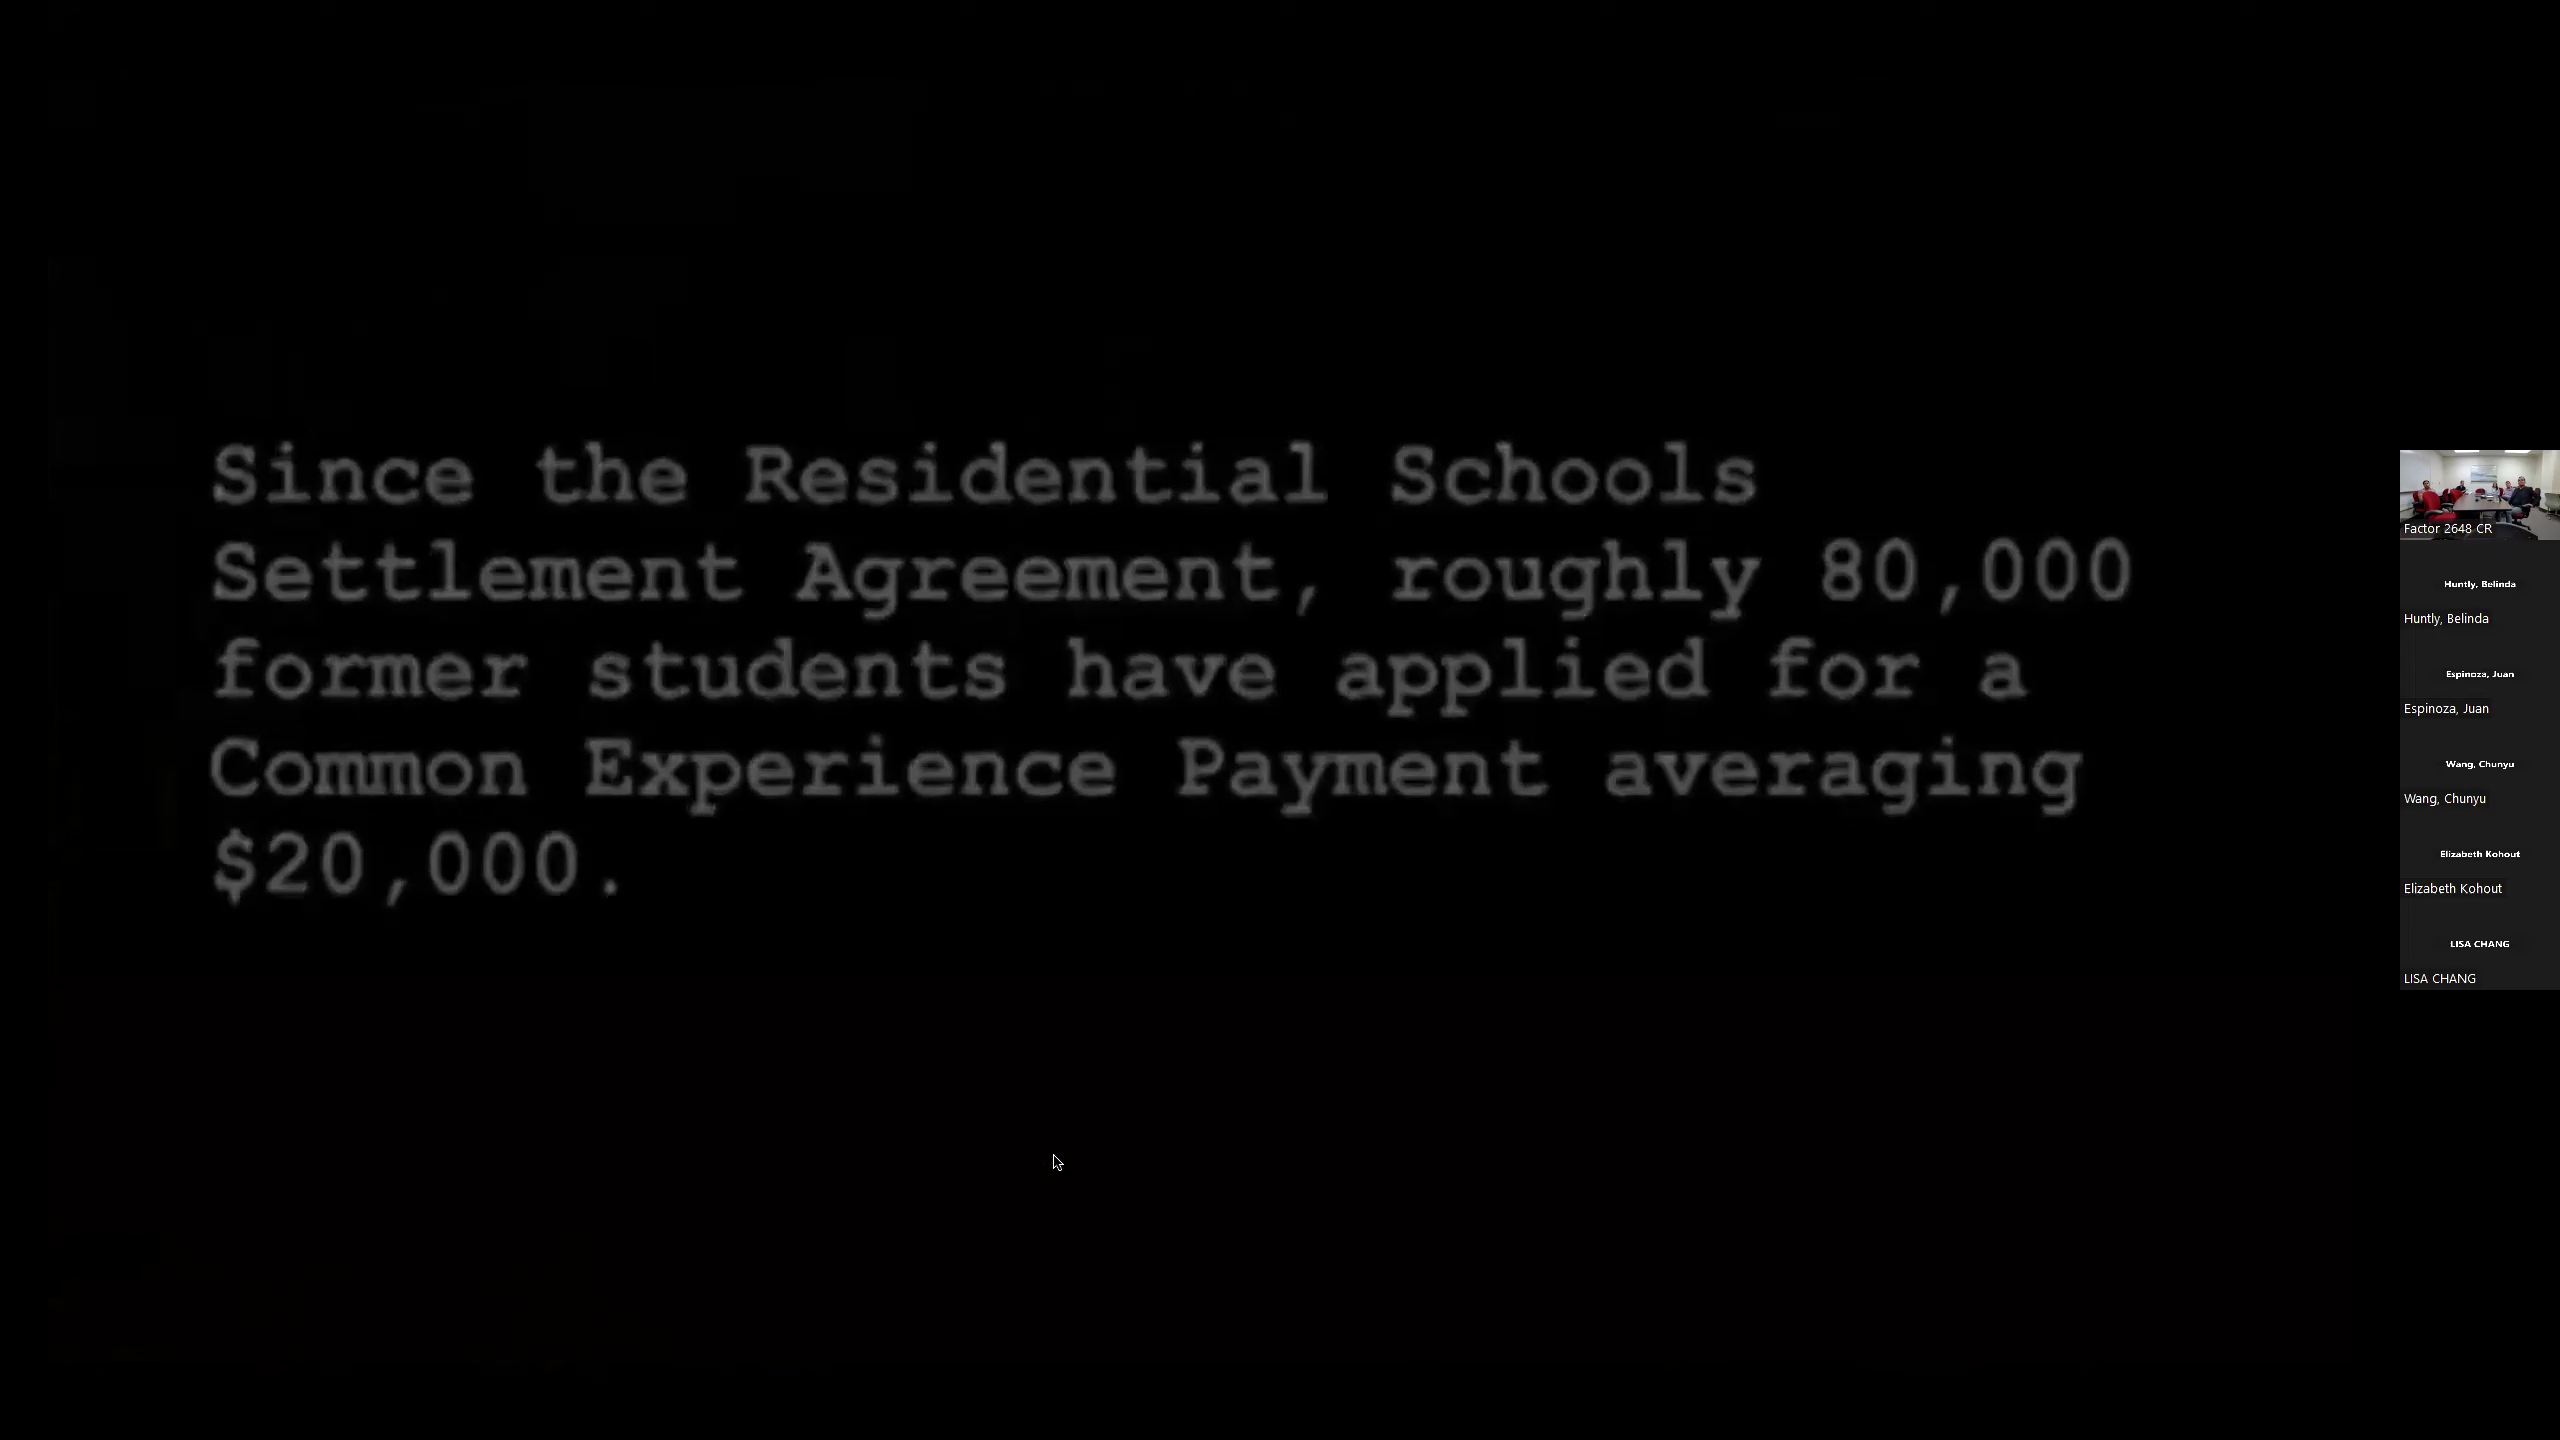 Since the Residential Schools
Settlement Agreement, roughly 80,000
former students have applied for a
Common Experience Payment averaging
$20,000.
Factor 2648 CR
Huntly, Belinda
Huntly, Belinda
Espinoza, Juan
Espinoza, Juan
Wang, Chunyu
Wang, Chunyu
Elizabeth Kohout
Elizabeth Kohout
LISA CHANG
LISA CHANG